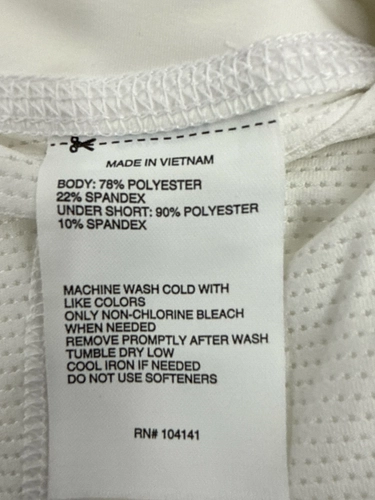 MADE IN VIETNAM
BODY: 78% POLYESTER
22% SPANDEX
UNDER SHORT: 90% POLYESTER
10% SPANDEX
MACHINE WASH COLD WITH
LIKE COLORS
ONLY NON-CHLORINE BLEACH
WHEN NEEDED
REMOVE PROMPTLY AFTER WASH
TUMBLE DRY LOW
COOL IRON IF NEEDED
DO NOT USE SOFTENERS
RN# 104141